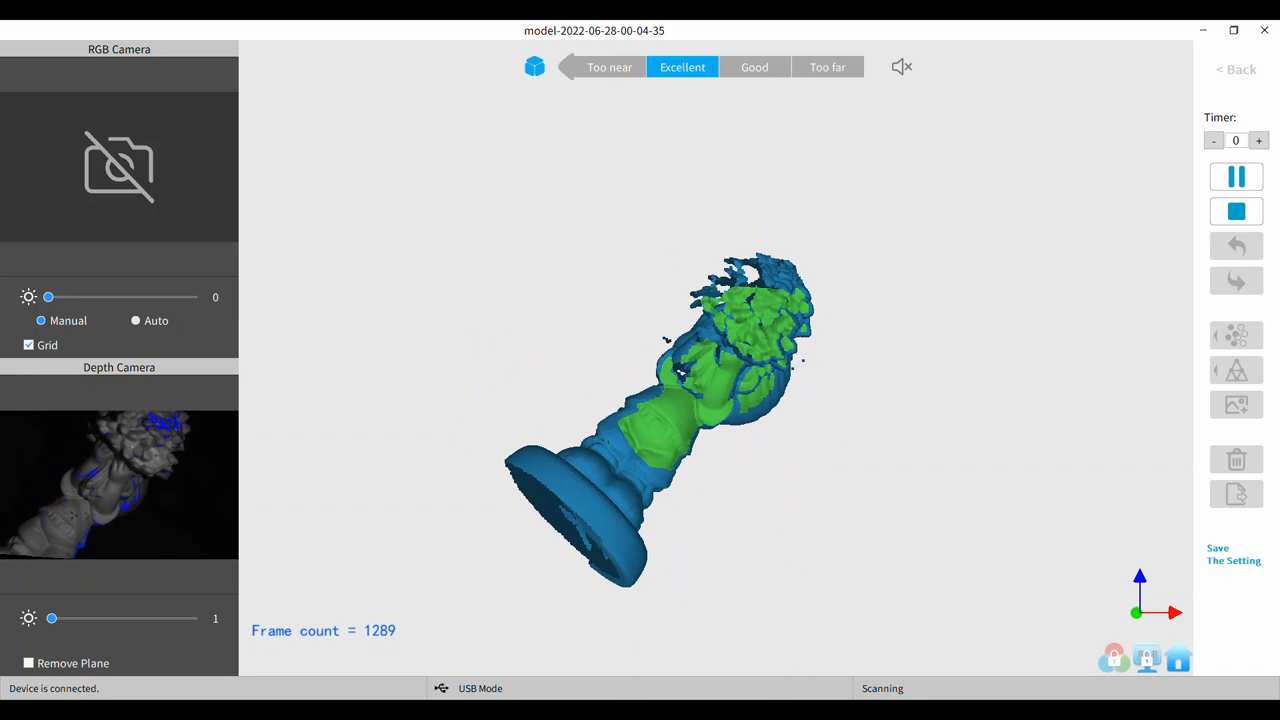 model-2022-06-28-00-04-35
RGB Camera
Too near
Excellent
Good
Too far
< Back
Timer:
- 0 +
0
Manual
Auto
Grid
Depth Camera
Save
The Setting
Frame count = 1289
1
Remove Plane
Device is connected.
USB Mode
Scanning